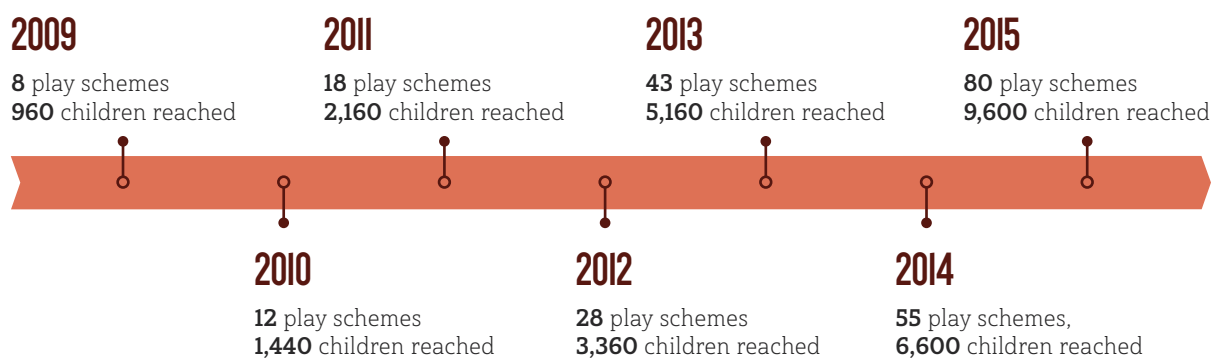 2009
8 play schemes
960 children reached
2010
12 play schemes
1,440 children reached
2011
18 play schemes
2,160 children reached
2012
28 play schemes
3,360 children reached
2013
43 play schemes
5,160 children reached
2014
55 play schemes,
6,600 children reached
2015
80 play schemes
9,600 children reached